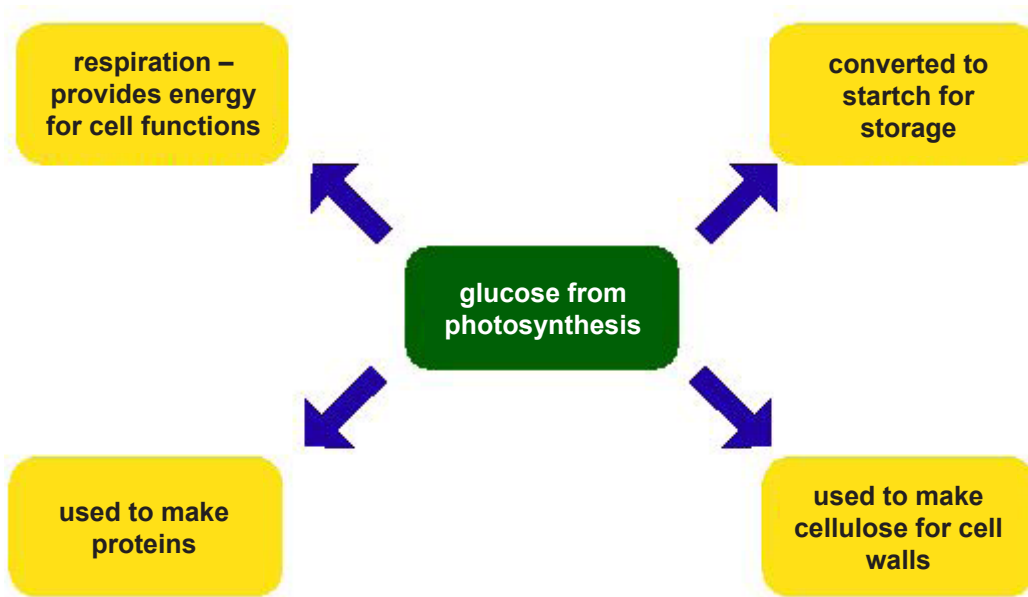 respiration –
provides energy
for cell functions
converted to
startch for
storage
glucose from
photosynthesis
used to make
proteins
used to make
cellulose for cell
walls